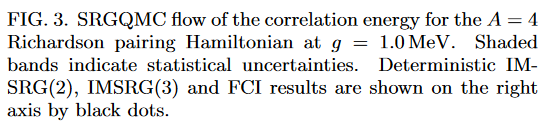 FIG. 3. SRGQMC flow of the correlation energy for the A = 4
Richardson pairing Hamiltonian at g = 1.0 MeV. Shaded
bands indicate statistical uncertainties. Deterministic IM-
SRG(2), IMSRG(3) and FCI results are shown on the right
axis by black dots.